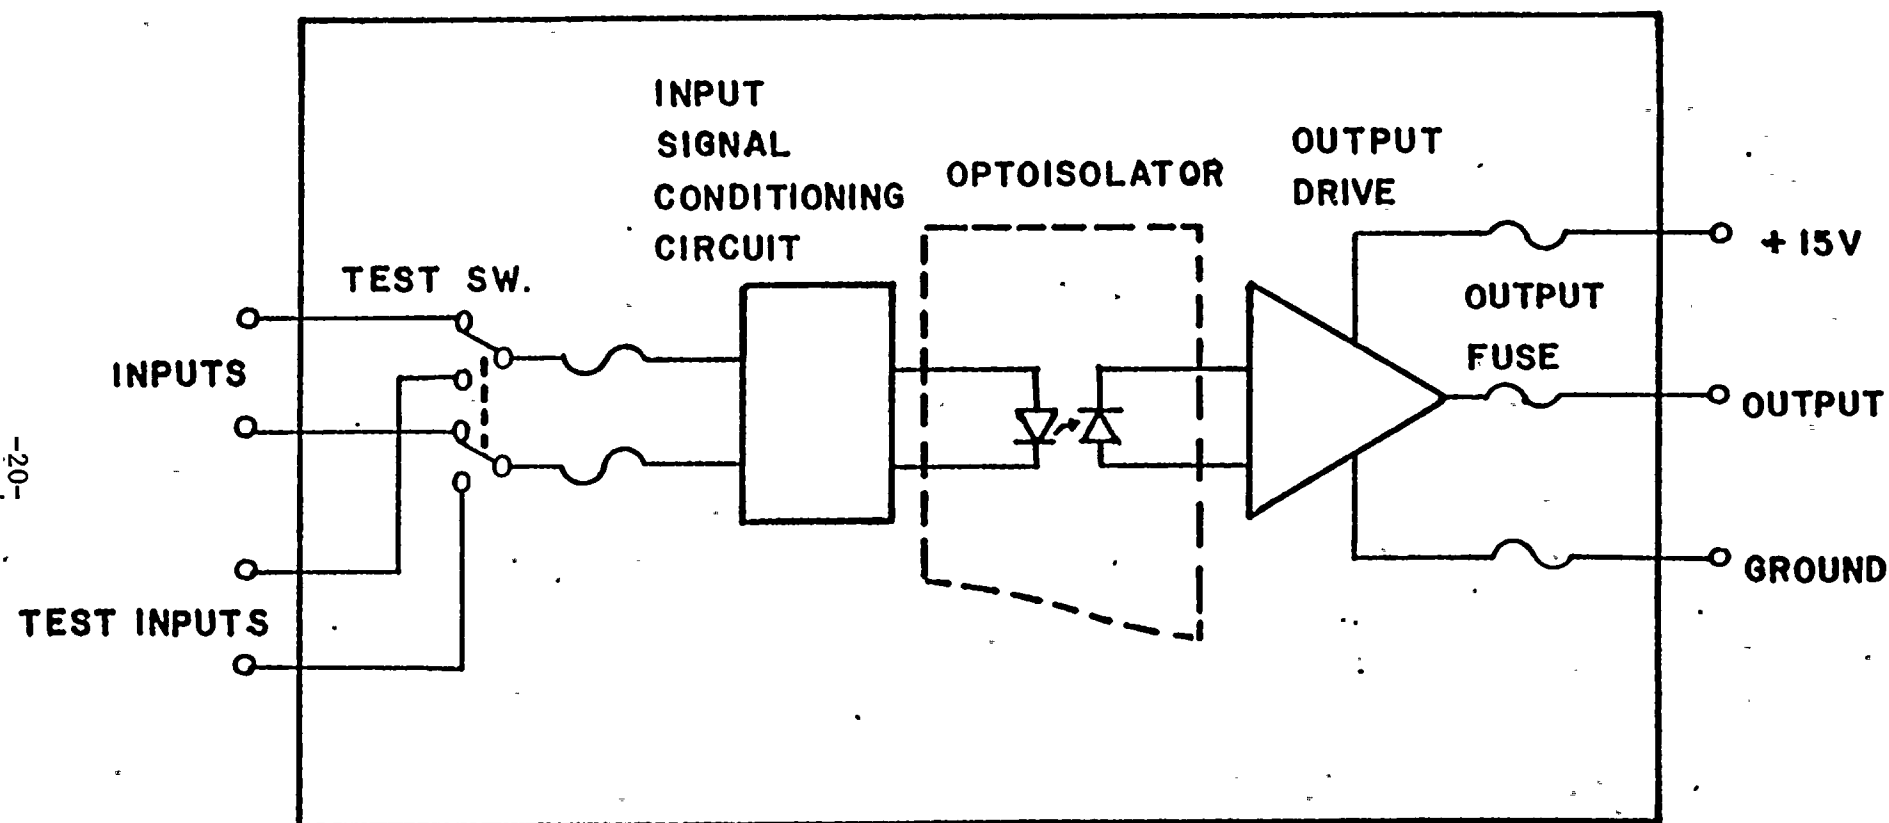 INPUT
SIGNAL
CONDITIONING
CIRCUIT
OPTOISOLATOR
OUTPUT
DRIVE
+15V
TEST SW.
OUTPUT
FUSE
INPUTS
OUTPUT
GROUND
TEST INPUTS
-20-